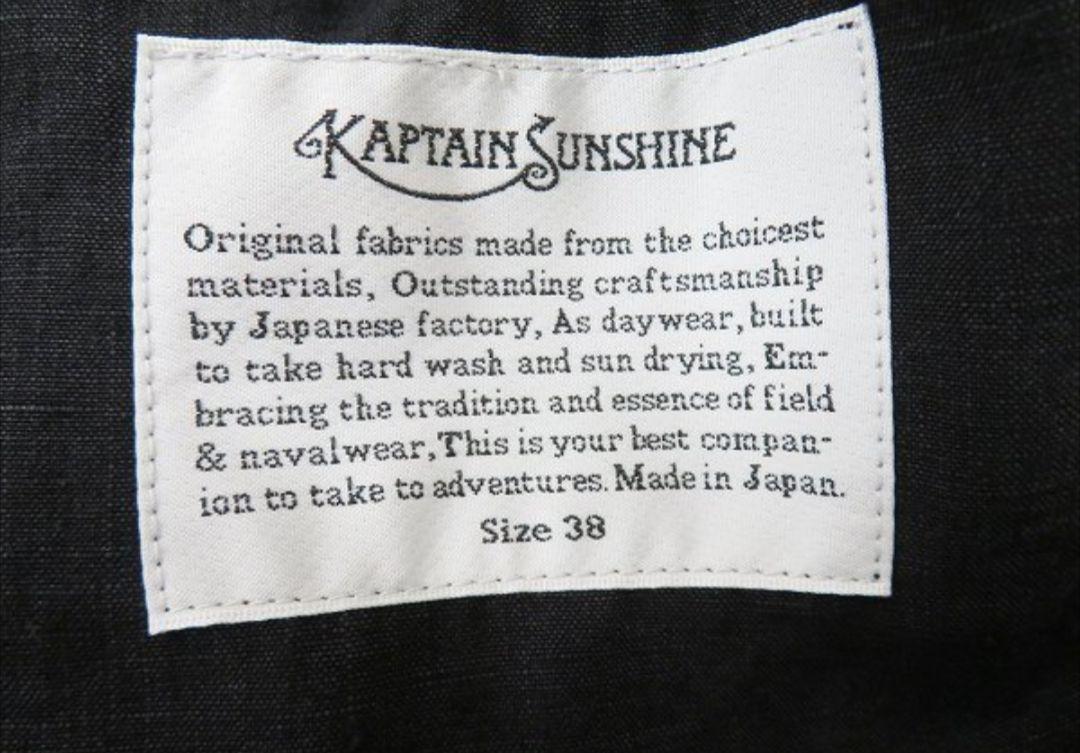 KAPTAIN SUNSHINE
Original fabrics made from the choicest
materials, Outstanding craftsmanship
by Japanese factory, As daywear, built
to take hard wash and sun drying, Em-
bracing the tradition and essence of field
& navalwear, This is your best compan-
ion to take to adventures. Made in Japan.
Size 38